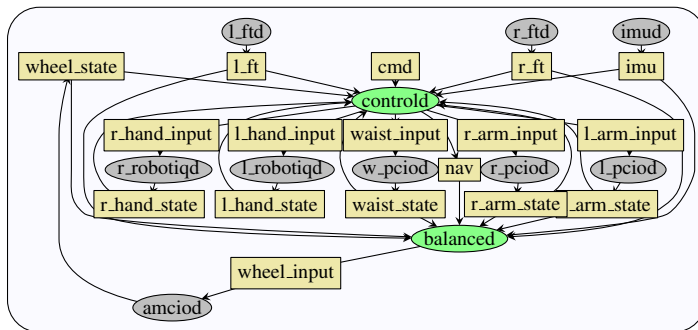 l_ftd r_ftd imud
wheel_state l_ft cmd r_ft imu
controld
r_hand_input l_hand_input waist_input r_arm_input l_arm_input
r_robotiqd l_robotiqd w_pciod nav r_pciod l_pciod
r_hand_state l_hand_state waist_state r_arm_state _arm_state
balanced
wheel_input
amciod